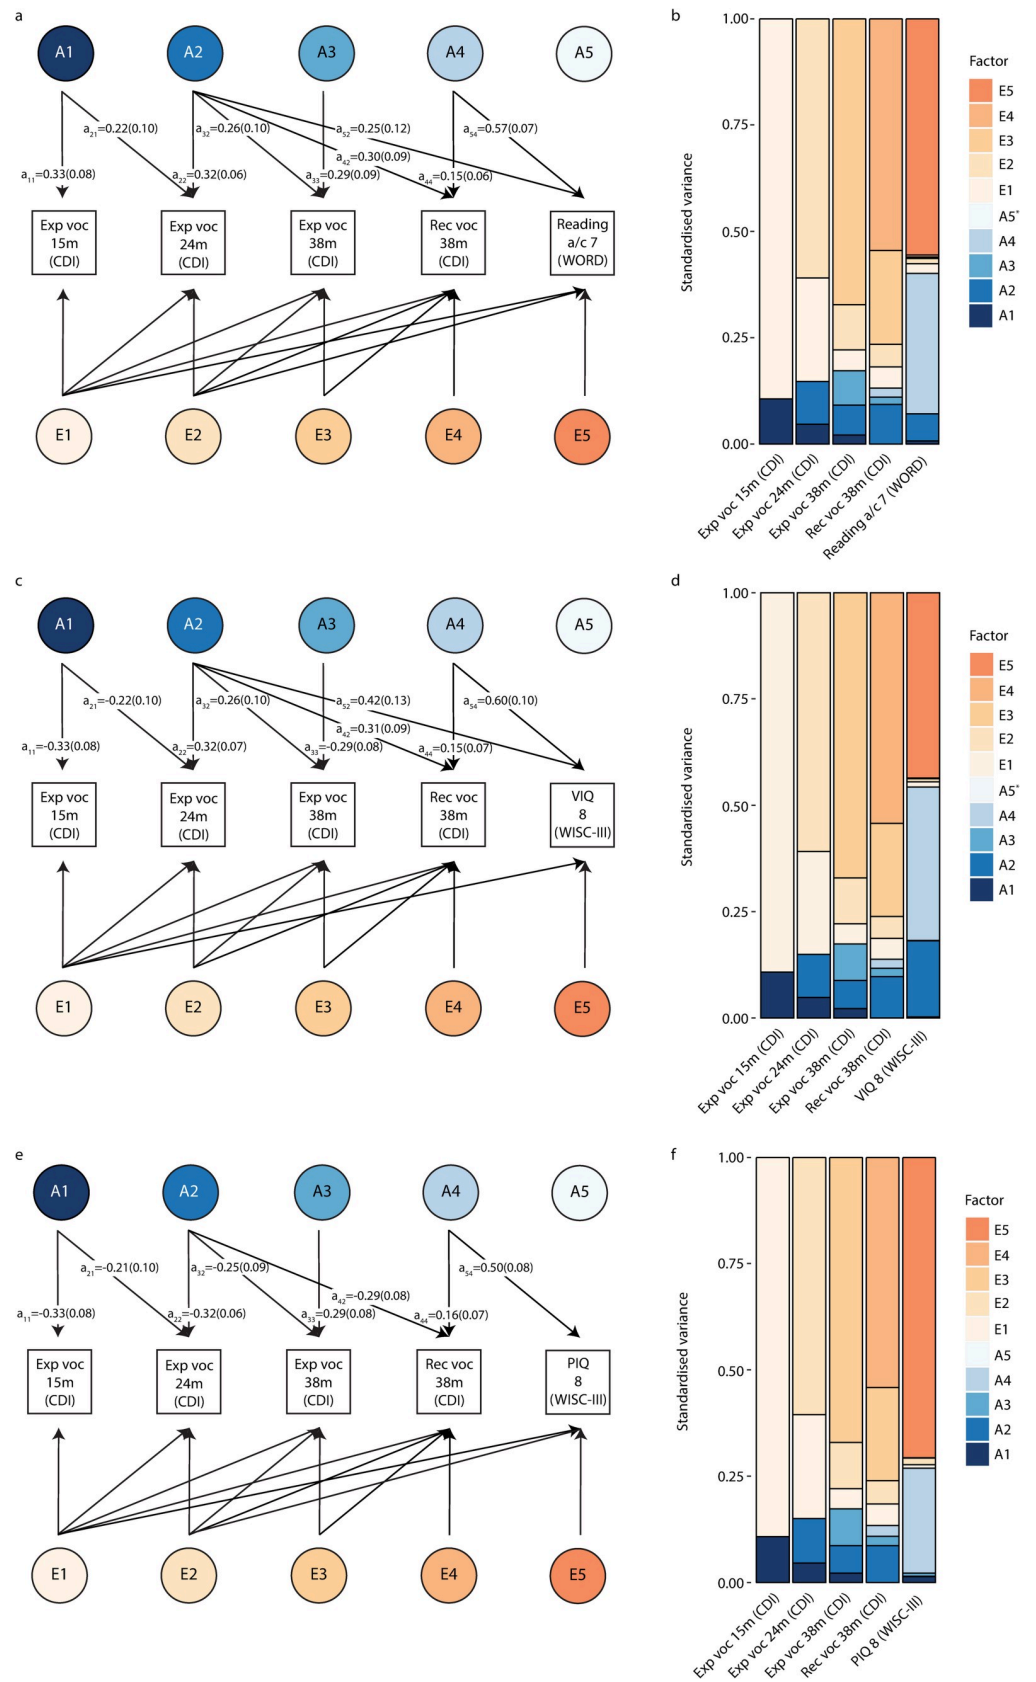 a
A1 A2 A3 A4 A5
a21=0.22(0.10) a32=0.26(0.10) a52=0.25(0.12) a54=0.57(0.07)
a42=0.30(0.09)
a11=0.33(0.08) a22=0.32(0.06) a33=0.29(0.09) a44=0.15(0.06)
Exp voc Exp voc Exp voc Rec voc Reading
15m 24m 38m 38m a/c 7
(CDI) (CDI) (CDI) (CDI) (WORD)
E1 E2 E3 E4 E5
b
Standardised variance
1.00
0.75
0.50
0.25
0.00
Exp voc 15m (CDI)
Exp voc 24m (CDI)
Exp voc 38m (CDI)
Rec voc 38m (CDI)
Reading a/c 7 (WORD)
Factor
E5
E4
E3
E2
E1
A5*
A4
A3
A2
A1
c
A1 A2 A3 A4 A5
a21=-0.22(0.10) a32=0.26(0.10) a52=0.42(0.13) a54=0.60(0.10)
a42=0.31(0.09)
a11=-0.33(0.08) a22=0.32(0.07) a33=-0.29(0.08) a44=0.15(0.07)
Exp voc Exp voc Exp voc Rec voc VIQ
15m 24m 38m 38m 8
(CDI) (CDI) (CDI) (CDI) (WISC-III)
E1 E2 E3 E4 E5
d
Standardised variance
1.00
0.75
0.50
0.25
0.00
Exp voc 15m (CDI)
Exp voc 24m (CDI)
Exp voc 38m (CDI)
Rec voc 38m (CDI)
VIQ 8 (WISC-III)
Factor
E5
E4
E3
E2
E1
A5*
A4
A3
A2
A1
e
A1 A2 A3 A4 A5
a21=-0.21(0.10) a32=-0.25(0.09) a54=0.50(0.08)
a42=-0.29(0.08)
a11=-0.33(0.08) a22=-0.32(0.06) a33=0.29(0.08) a44=0.16(0.07)
Exp voc Exp voc Exp voc Rec voc PIQ
15m 24m 38m 38m 8
(CDI) (CDI) (CDI) (CDI) (WISC-III)
E1 E2 E3 E4 E5
f
Standardised variance
1.00
0.75
0.50
0.25
0.00
Exp voc 15m (CDI)
Exp voc 24m (CDI)
Exp voc 38m (CDI)
Rec voc 38m (CDI)
PIQ 8 (WISC-III)
Factor
E5
E4
E3
E2
E1
A5
A4
A3
A2
A1